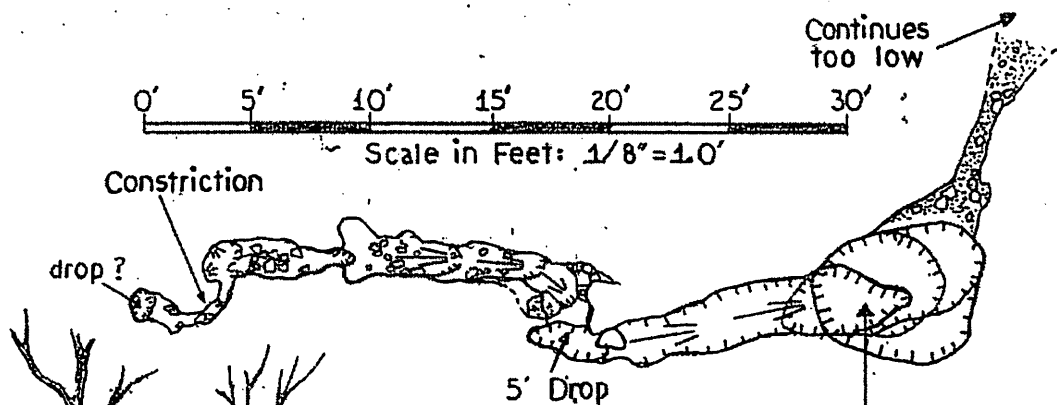 Continues
too low
0' 5' 10' 15' 20' 25' 30'
Scale in Feet: 1/8"=1.0'
Constriction
drop?
5' Drop